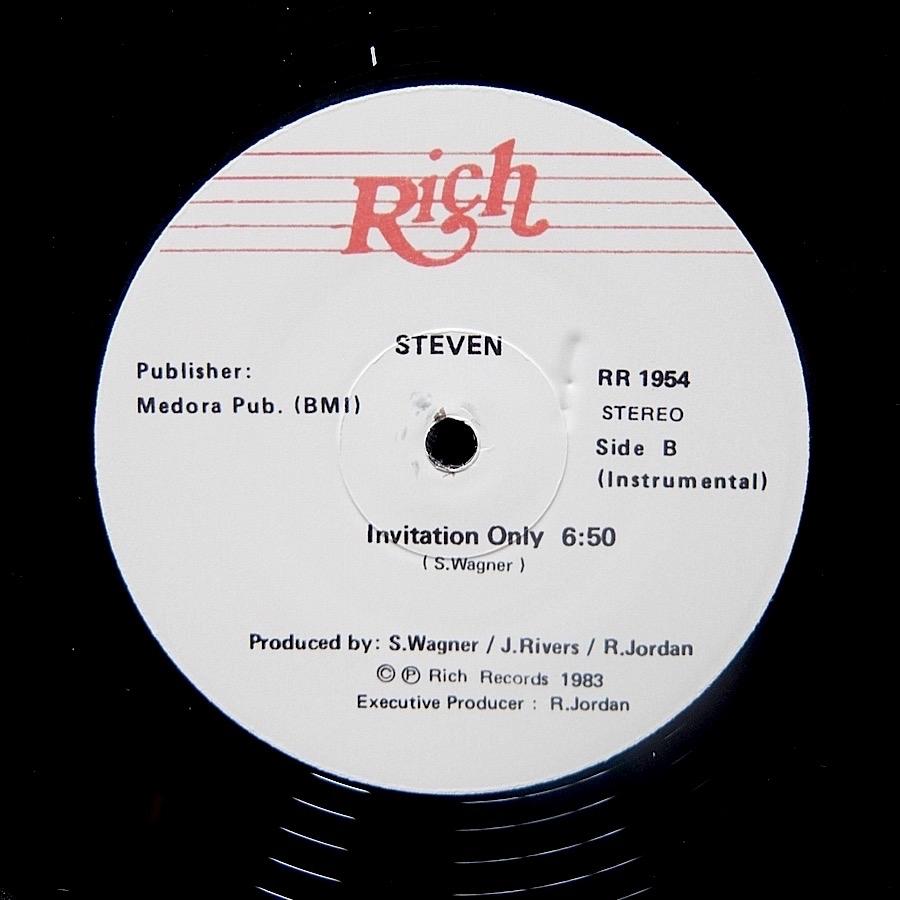 Rich
STEVEN
Publisher:
Medora Pub. (BMI)
RR 1954
STEREO
Side B
(Instrumental)
Invitation Only 6:50
( S.Wagner )
Produced by: S.Wagner / J.Rivers / R.Jordan
© ℗ Rich Records 1983
Executive Producer : R.Jordan